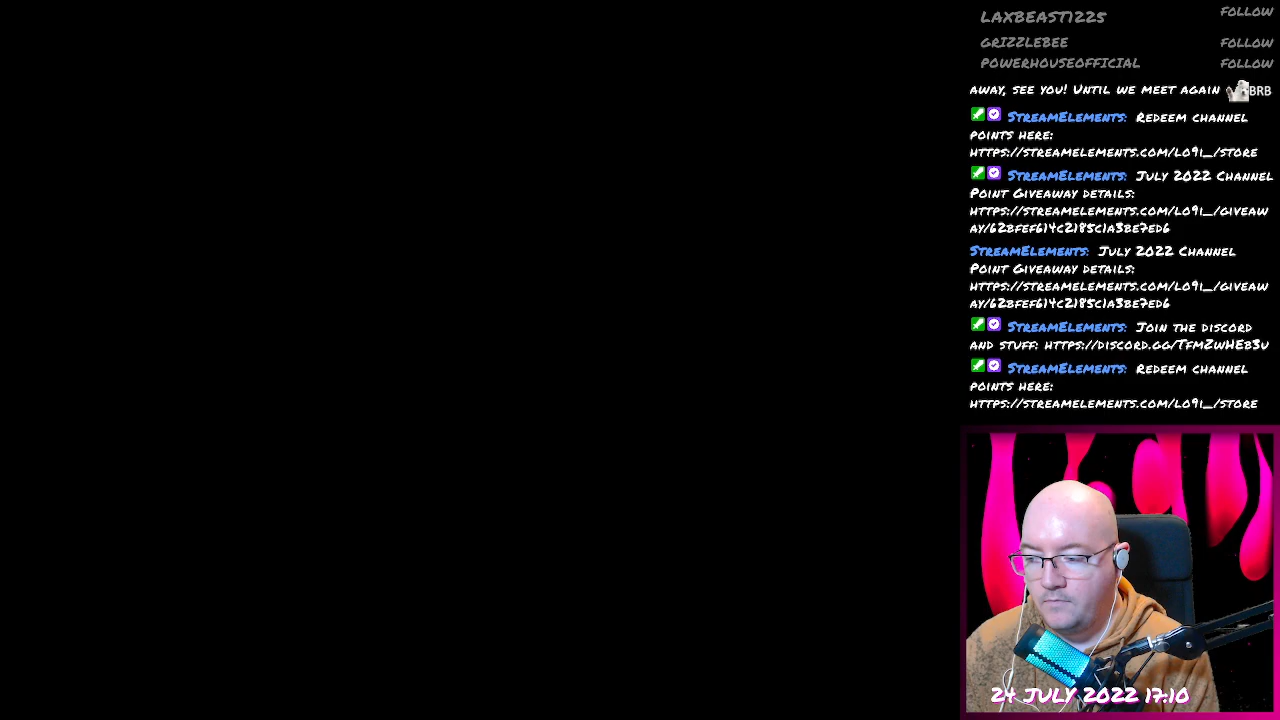 LAXBEAST1225 FOLLOW
GRIZZLEBEE FOLLOW
POWERHOUSEOFFICIAL FOLLOW
AWAY, SEE YOU! UNTIL WE MEET AGAIN BRB
STREAMELEMENTS: REDEEM CHANNEL
POINTS HERE:
HTTPS://STREAMELEMENTS.COM/LO9I_/STORE
STREAMELEMENTS: JULY 2022 CHANNEL
POINT GIVEAWAY DETAILS:
HTTPS://STREAMELEMENTS.COM/LO9I_/GIVEAW
AY/62BFEF614C2185C1A3BE7ED6
STREAMELEMENTS: JULY 2022 CHANNEL
POINT GIVEAWAY DETAILS:
HTTPS://STREAMELEMENTS.COM/LO9I_/GIVEAW
AY/62BFEF614C2185C1A3BE7ED6
STREAMELEMENTS: JOIN THE DISCORD
AND STUFF: HTTPS://DISCORD.GG/TFMZWHEB3U
STREAMELEMENTS: REDEEM CHANNEL
POINTS HERE:
HTTPS://STREAMELEMENTS.COM/LO9I_/STORE
24 JULY 2022 17:10